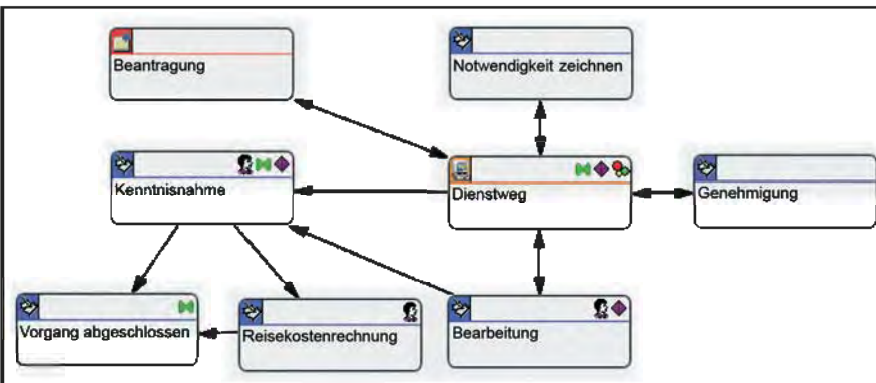 Beantragung
Notwendigkeit zeichnen
Kenntnisnahme
Dienstweg
Genehmigung
Vorgang abgeschlossen
Reisekostenrechnung
Bearbeitung